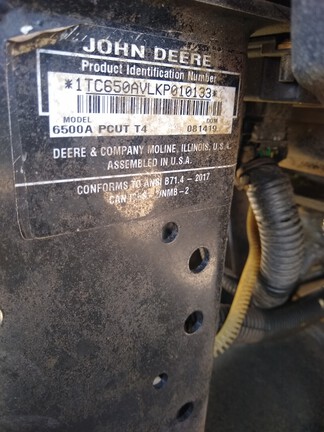 JOHN DEERE
Product Identification Number
*1TC650AVLKP010133*
MODEL DOM
6500A PCUT T4 081419
DEERE & COMPANY MOLINE, ILLINOIS, U.S.A.
ASSEMBLED IN U.S.A.
CONFORMS TO ANSI B71.4 - 2017
CAN